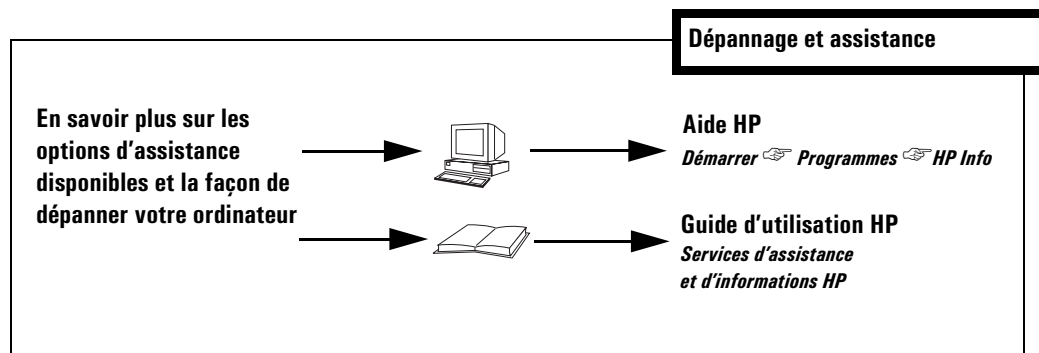 Dépannage et assistance
En savoir plus sur les
options d'assistance
disponibles et la façon de
dépanner votre ordinateur
Aide HP
Démarrer ☞ Programmes ☞ HP Info
Guide d'utilisation HP
Services d'assistance
et d'informations HP